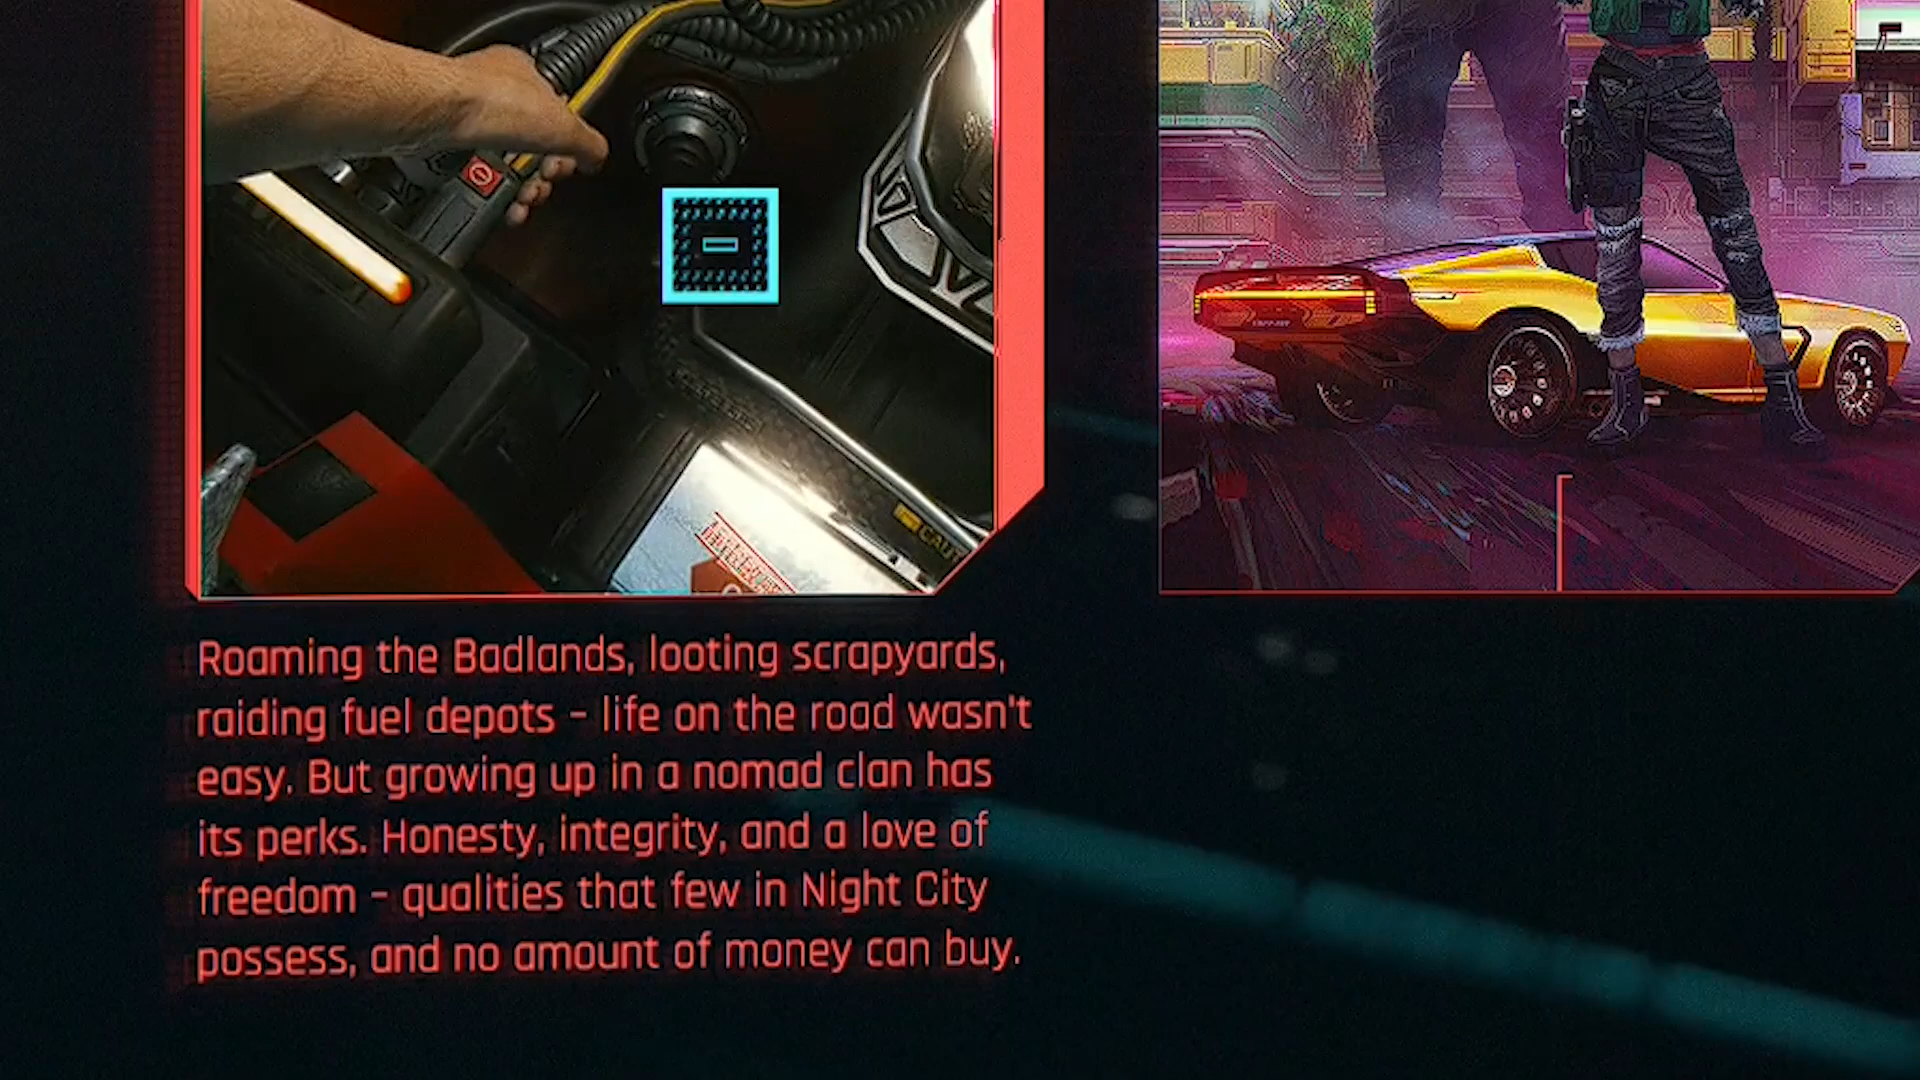 CAUT
Roaming the Badlands, looting scrapyards,
raiding fuel depots – life on the road wasn't
easy. But growing up in a nomad clan has
its perks. Honesty, integrity, and a love of
freedom – qualities that few in Night City
possess, and no amount of money can buy.